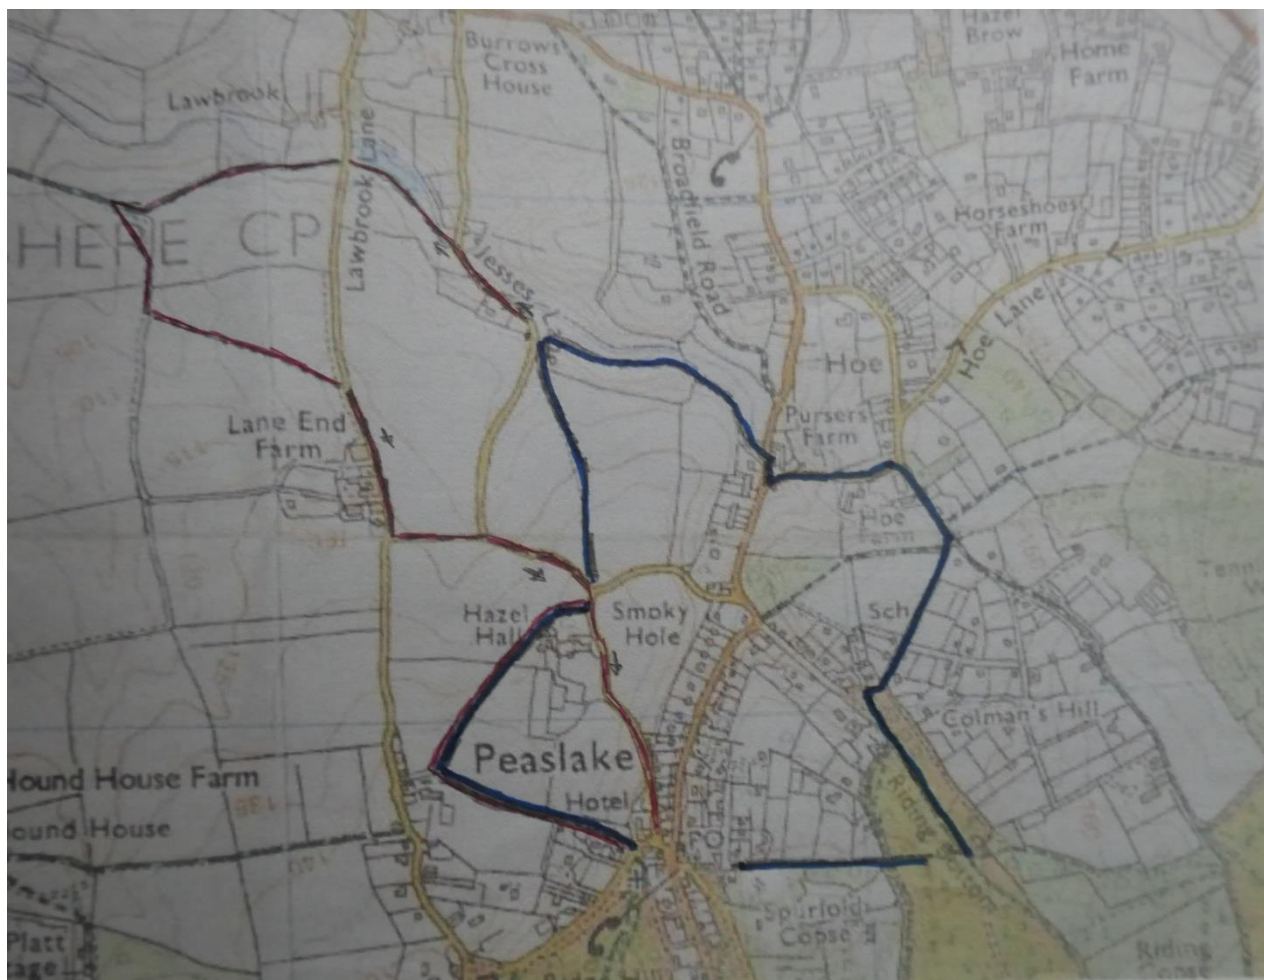 Hazel
Brow
Home
Farm
Burrows
Cross
House
Lawbrook
Lawbrook Lane
Broadfield Road
HERE CP
Horseshoes
Farm
Jesses
Hoe Lane
Hoe
Pursers
Farm
Lane End
Farm
Hoe
Farm
Sch
Hazel
Hall
Smoky
Hole
Colman's Hill
Peaslake
Hotel
Hound House Farm
ound House
Riding
Spurfold
Copse
Platt
Riding